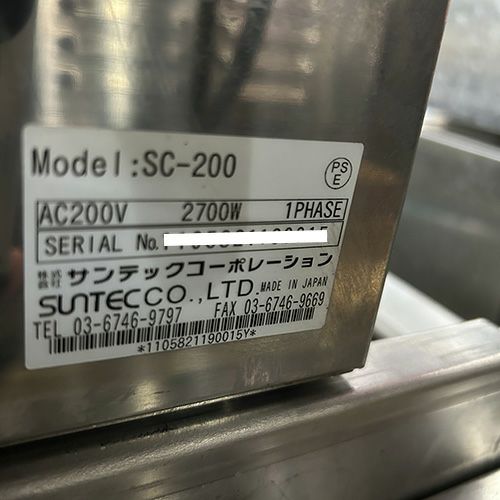 Model:SC-200
PS
E
AC200V 2700W 1PHASE
SERIAL No.
株式会社 サンテックコーポレーション
SUNTECCO.,LTD. MADE IN JAPAN
TEL 03-6746-9797 FAX 03-6746-9669
*1105821190015Y*